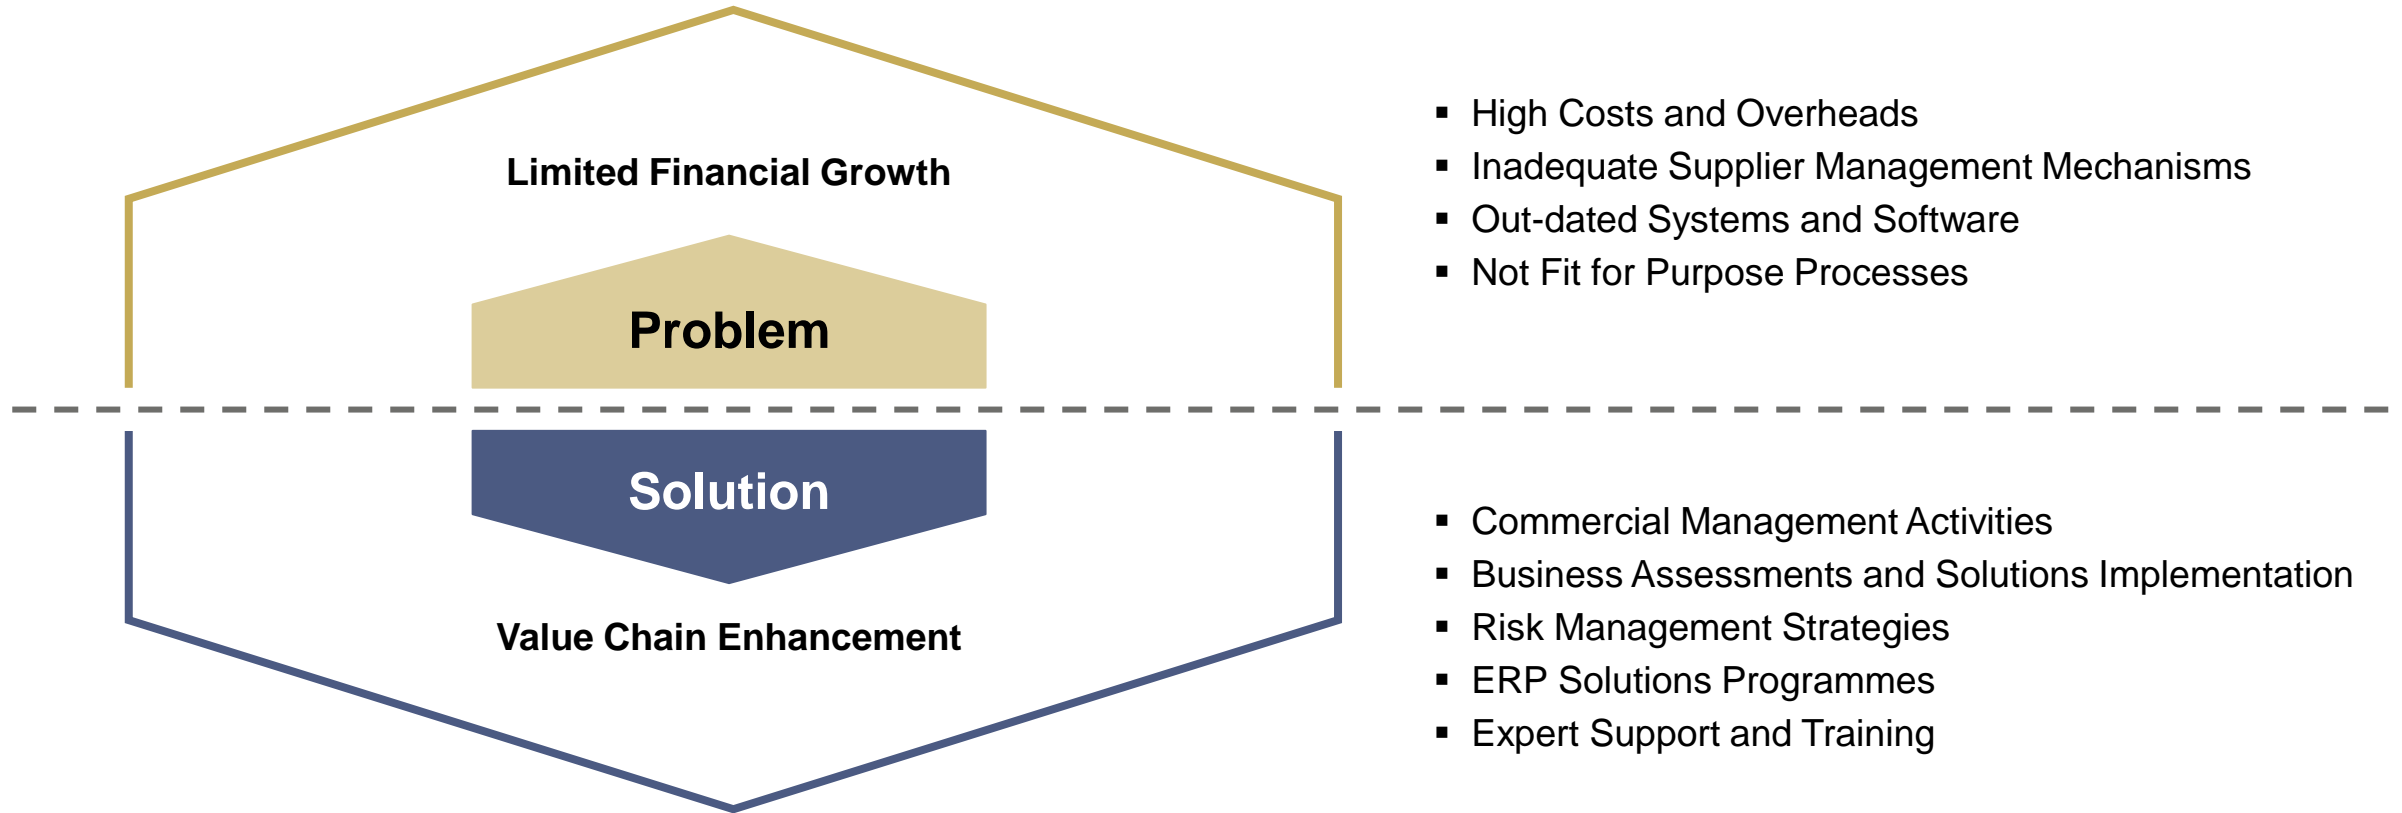 Limited Financial Growth
Problem
▪ High Costs and Overheads
▪ Inadequate Supplier Management Mechanisms
▪ Out-dated Systems and Software
▪ Not Fit for Purpose Processes
Solution
Value Chain Enhancement
▪ Commercial Management Activities
▪ Business Assessments and Solutions Implementation
▪ Risk Management Strategies
▪ ERP Solutions Programmes
▪ Expert Support and Training